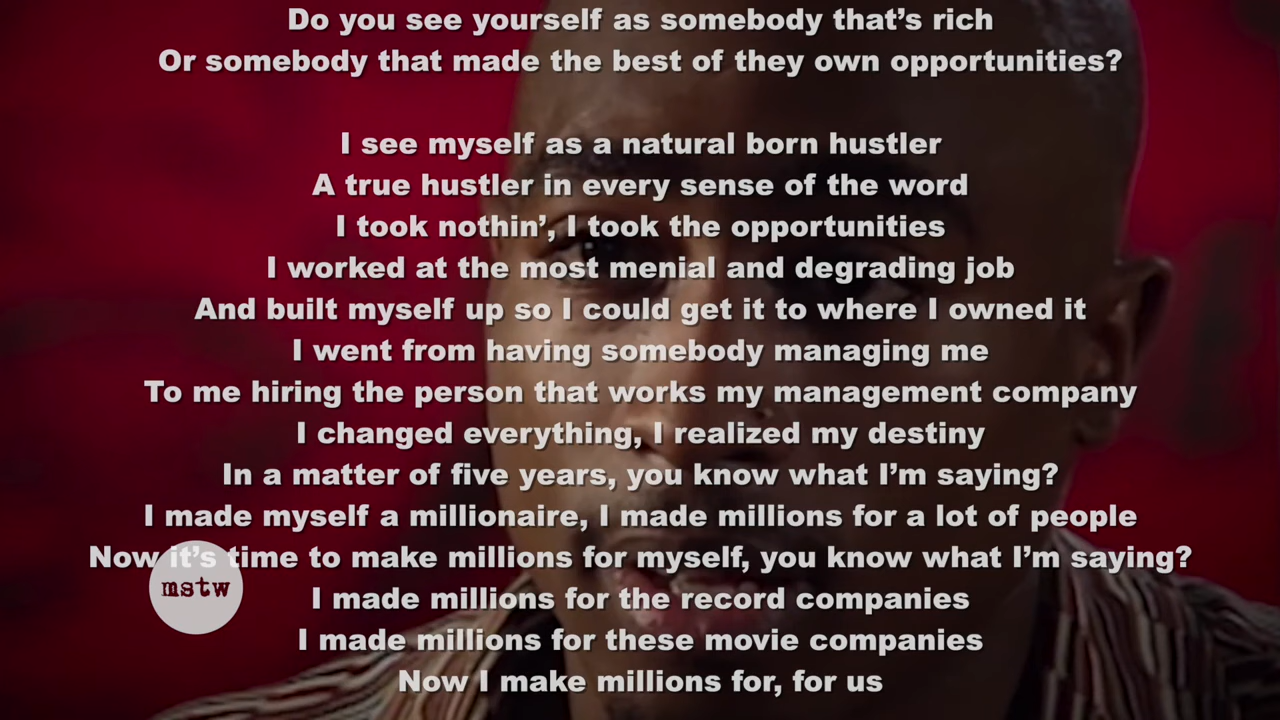 Do you see yourself as somebody that’s rich
Or somebody that made the best of they own opportunities?
I see myself as a natural born hustler
A true hustler in every sense of the word
I took nothin’, I took the opportunities
I worked at the most menial and degrading job
And built myself up so I could get it to where I owned it
I went from having somebody managing me
To me hiring the person that works my management company
I changed everything, I realized my destiny
In a matter of five years, you know what I’m saying?
I made myself a millionaire, I made millions for a lot of people
Now it’s time to make millions for myself, you know what I’m saying?
mstw
I made millions for the record companies
I made millions for these movie companies
Now I make millions for, for us